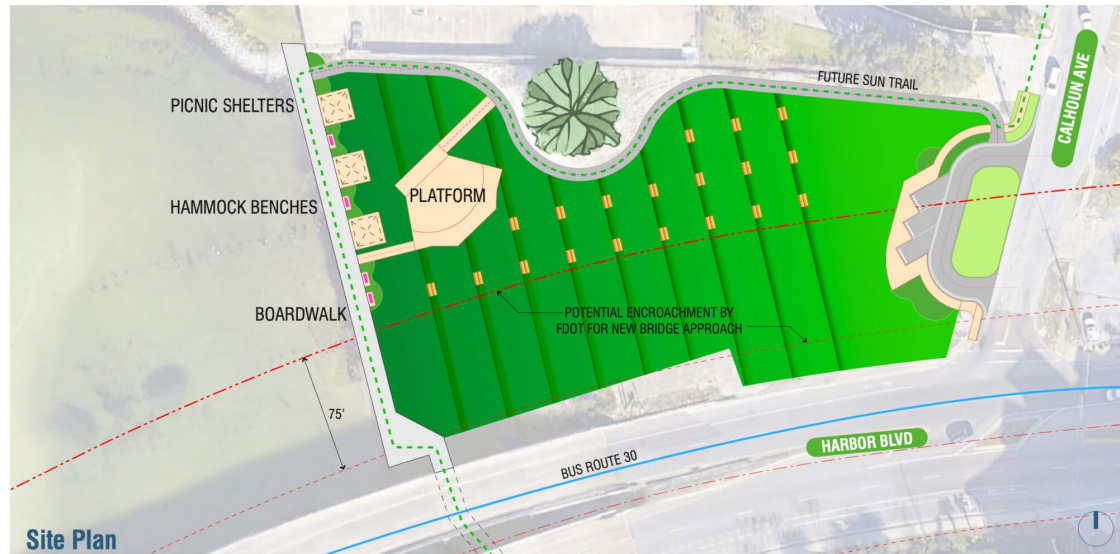 FUTURE SUN TRAIL
CALHOUN AVE
PICNIC SHELTERS
PLATFORM
HAMMOCK BENCHES
BOARDWALK
POTENTIAL ENCROACHMENT BY
FDOT FOR NEW BRIDGE APPROACH
75'
HARBOR BLVD
BUS ROUTE 30
Site Plan